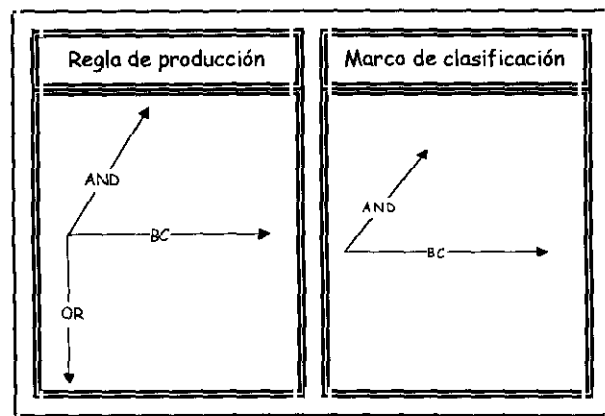 Regla de producción
Marco de clasificación
AND
BC
OR
AND
BC